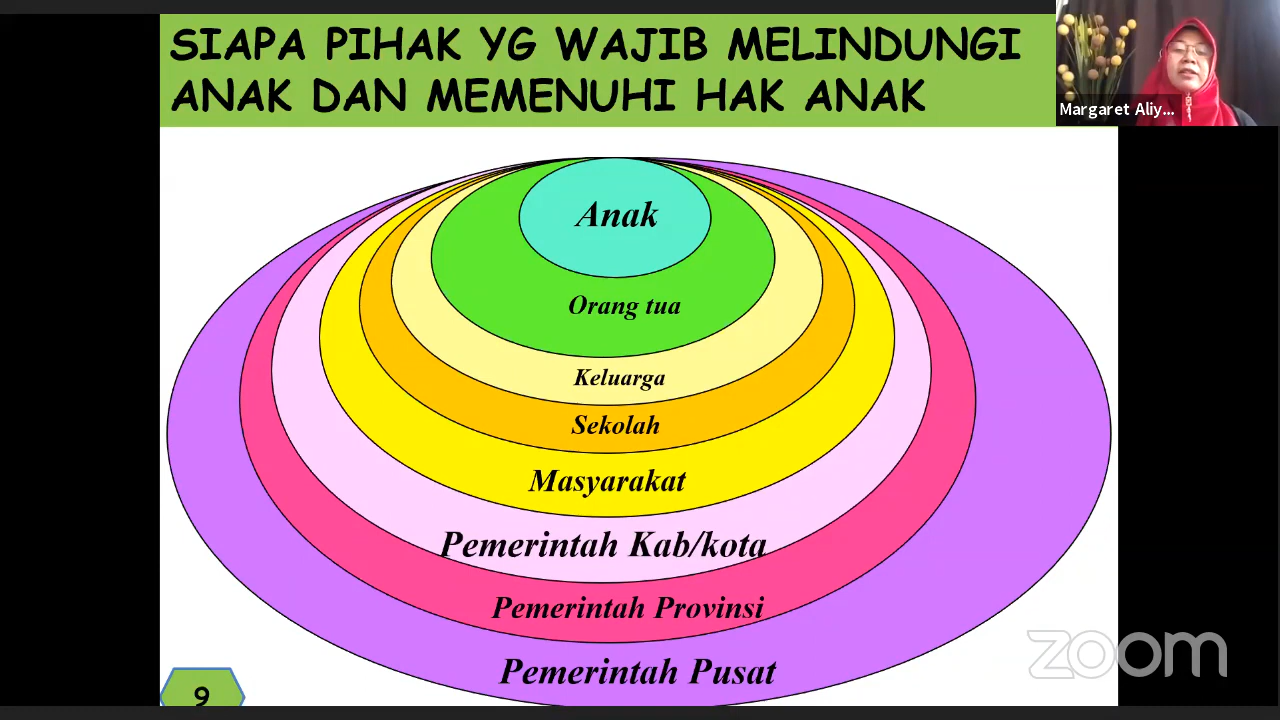 SIAPA PIHAK YG WAJIB MELINDUNGI
ANAK DAN MEMENUHI HAK ANAK
Margaret Aliy...
Anak
Orang tua
Keluarga
Sekolah
Masyarakat
Pemerintah Kab/kota
Pemerintah Provinsi
Pemerintah Pusat
zoom
9